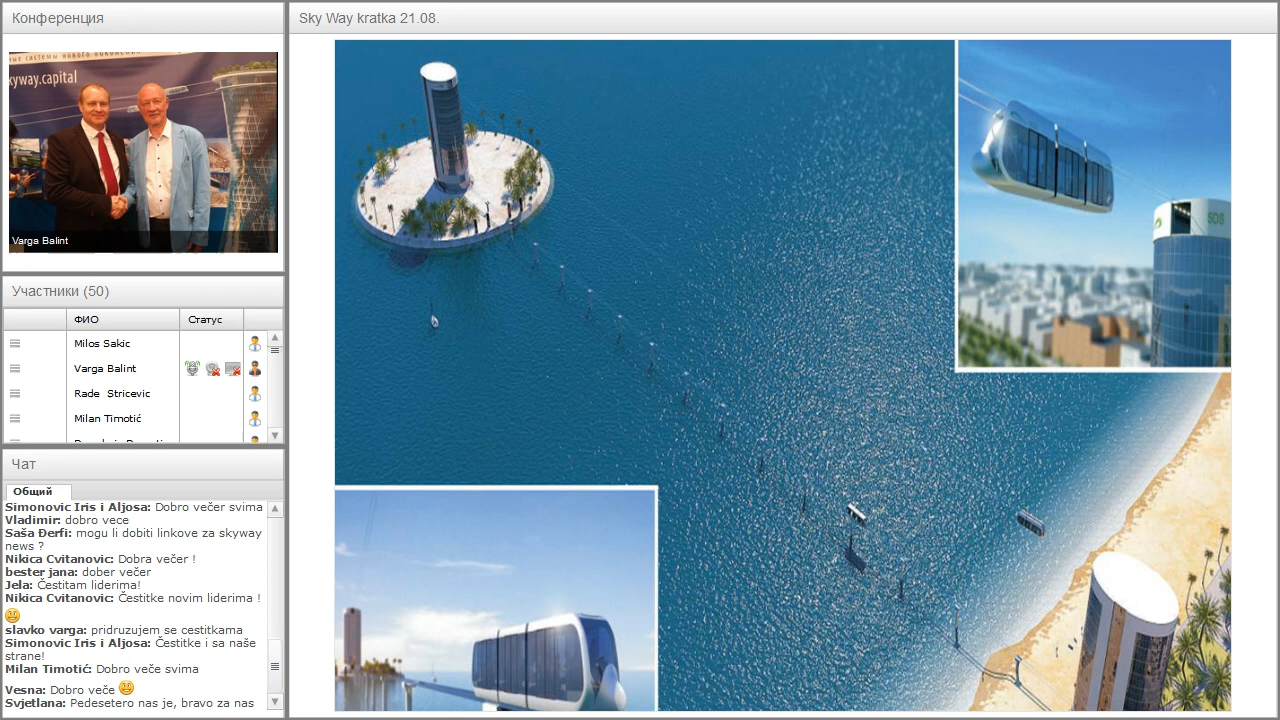 Конференция
kyway.capital
Varga Balint
Участники (50)
ФИО Статус
Milos Sakic
Varga Balint
Rade Stricevic
Milan Timotić
Чат
Общий
Simonovic Iris i Aljosa: Dobro večer svima
Vladimir: dobro vece
Saša Đerfi: mogu li dobiti linkove za skyway
news ?
Nikica Cvitanovic: Dobra večer !
bester jana: dober večer
Jela: Čestitam liderima!
Nikica Cvitanovic: Čestitke novim liderima !
slavko varga: pridruzujem se cestitkama
Simonovic Iris i Aljosa: Čestitke i sa naše
strane!
Milan Timotić: Dobro veče svima
Vesna: Dobro veče
Svjetlana: Pedesetero nas je, bravo za nas
Sky Way kratka 21.08.
SDS